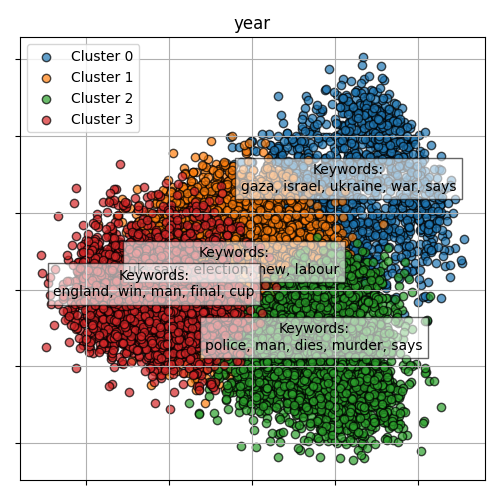 year
Cluster 0
Cluster 1
Cluster 2
Cluster 3
Keywords:
gaza, israel, ukraine, war, says
Keywords:
says, election, new, labour
Keywords:
england, win, man, final, cup
Keywords:
police, man, dies, murder, says